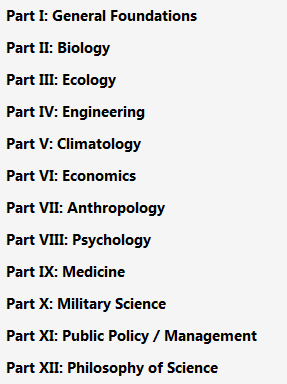 Part I: General Foundations
Part II: Biology
Part III: Ecology
Part IV: Engineering
Part V: Climatology
Part VI: Economics
Part VII: Anthropology
Part VIII: Psychology
Part IX: Medicine
Part X: Military Science
Part XI: Public Policy / Management
Part XII: Philosophy of Science